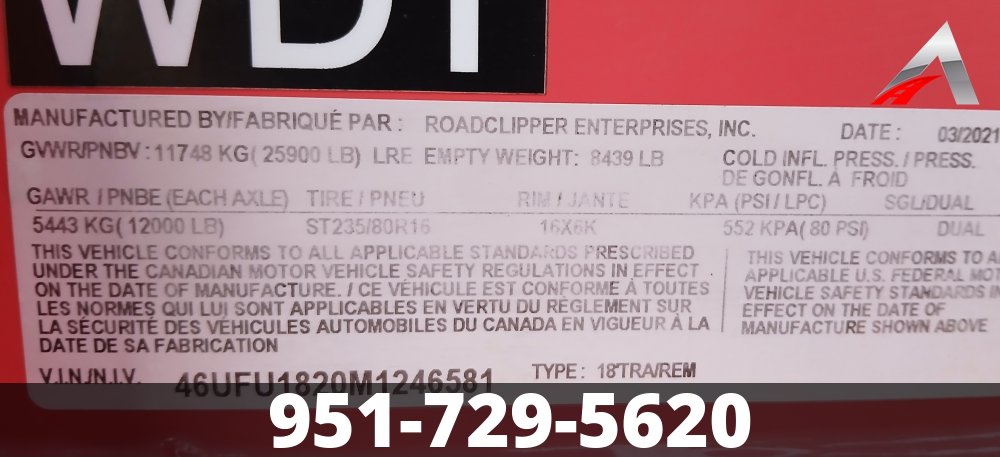 WDT
MANUFACTURED BY/FABRIQUÉ PAR : ROADCLIPPER ENTERPRISES, INC. DATE : 03/2021
GVWR/PNBV : 11748 KG( 25900 LB) LRE EMPTY WEIGHT: 8439 LB COLD INFL. PRESS. / PRESS.
DE GONFL. À FROID
GAWR / PNBE (EACH AXLE) TIRE / PNEU RIM / JANTE KPA (PSI / LPC) SGL/DUAL
5443 KG( 12000 LB) ST235/80R16 16X6K 552 KPA( 80 PSI) DUAL
THIS VEHICLE CONFORMS TO ALL APPLICABLE STANDARDS PRESCRIBED
UNDER THE CANADIAN MOTOR VEHICLE SAFETY REGULATIONS IN EFFECT
ON THE DATE OF MANUFACTURE. / CE VÉHICULE EST CONFORME À TOUTES
LES NORMES QUI LUI SONT APPLICABLES EN VERTU DU RÈGLEMENT SUR
LA SÉCURITÉ DES VÉHICULES AUTOMOBILES DU CANADA EN VIGUEUR À LA
DATE DE SA FABRICATION
THIS VEHICLE CONFORMS TO
APPLICABLE U.S. FEDERAL
VEHICLE SAFETY STANDARDS IN
EFFECT ON THE DATE OF
MANUFACTURE SHOWN ABOVE
V.I.N./N.I.V. 46UFU1820M1246581 TYPE : 18'TRA/REM
951-729-5620